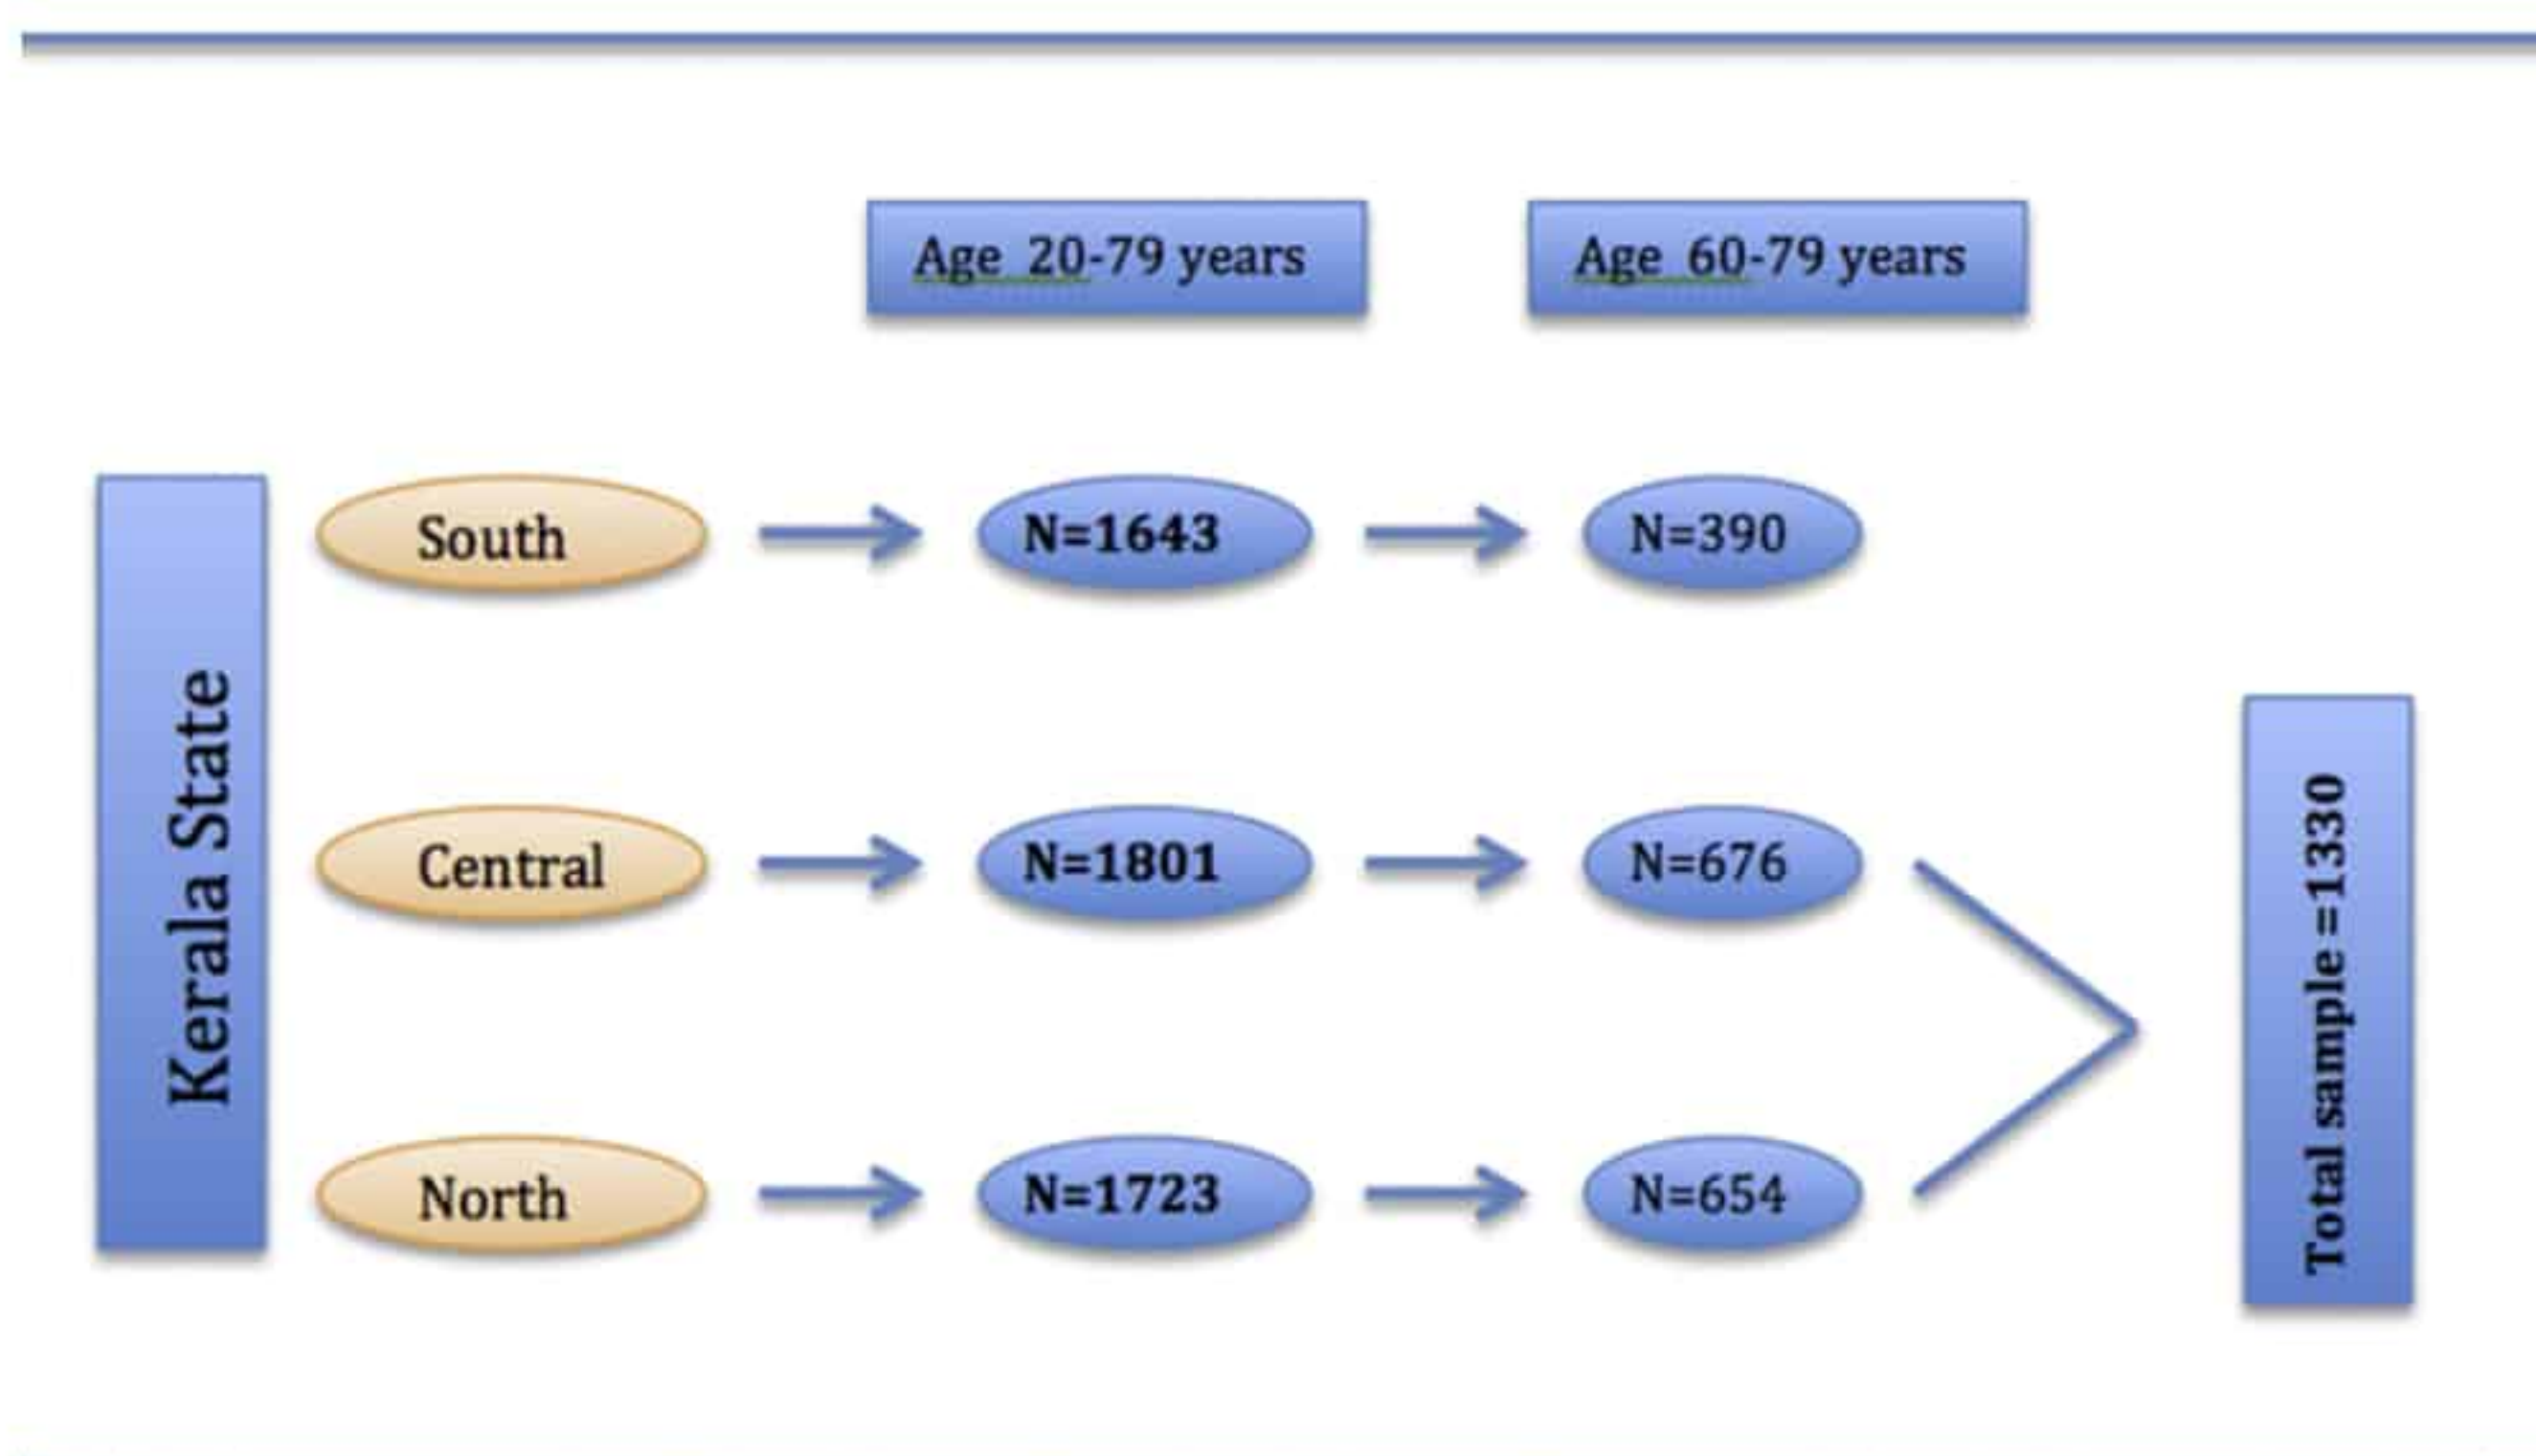 Age 20-79 years
Age 60-79 years
Kerala State
South
N=1643
N=390
Central
N=1801
N=676
North
N=1723
N=654
Total sample =1330